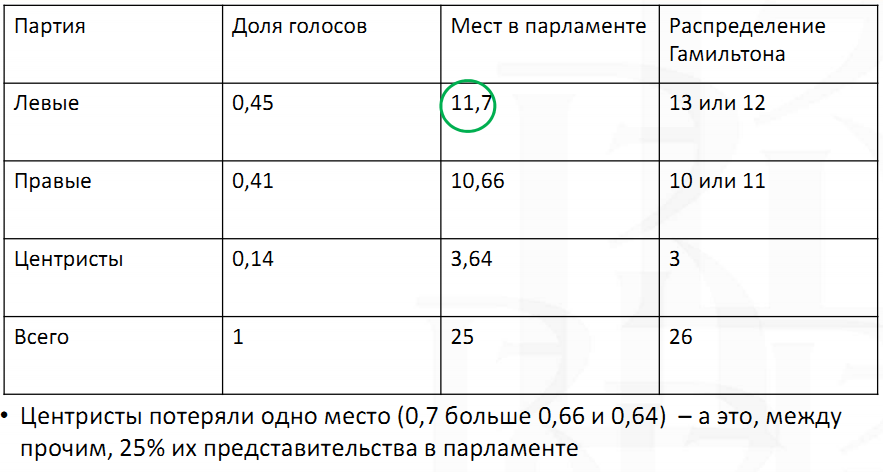 Партия Доля голосов Мест в парламенте Распределение
Гамильтона
Левые 0,45 11,7 13 или 12
Правые 0,41 10,66 10 или 11
Центристы 0,14 3,64 3
Всего 1 25 26
• Центристы потеряли одно место (0,7 больше 0,66 и 0,64) – а это, между
прочим, 25% их представительства в парламенте